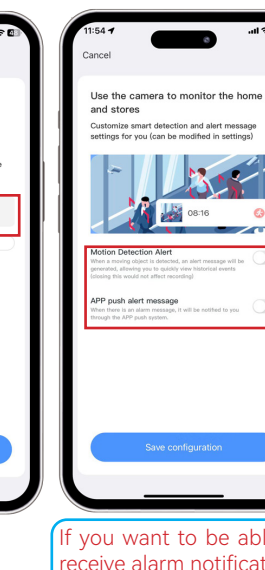 11:54
Cancel
Use the camera to monitor the home
and stores
Customize smart detection and alert message
settings for you (can be modified in settings)
08:16
Motion Detection Alert
When a moving object is detected, an alert message will be
generated, allowing you to quickly view historical events
(closing this would not affect recording)
APP push alert message
When there is an alarm message, it will be notified to you
through the APP push system.
Save configuration
If you want to be abl
receive alarm notificat